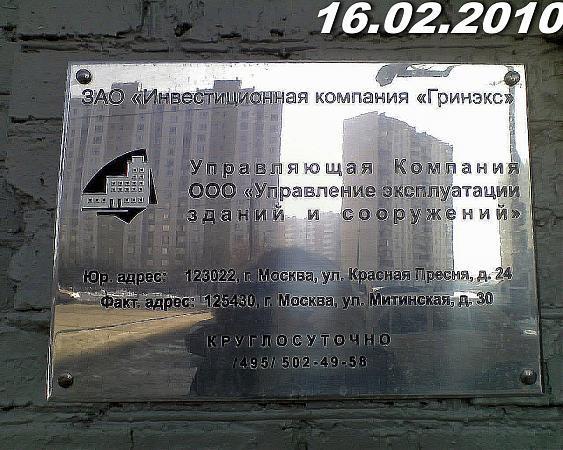 16.02.2010
ЗАО «Инвестиционная компания «Гринэкс»
Управляющая Компания
ООО «Управление эксплуатации
зданий и сооружений»
Юр. адрес: 123022, г. Москва, ул. Красная Пресня, д. 24
Факт. адрес: 125430, г. Москва, ул. Митинская, д. 30
КРУГЛОСУТОЧНО
/495/ 502-49-58